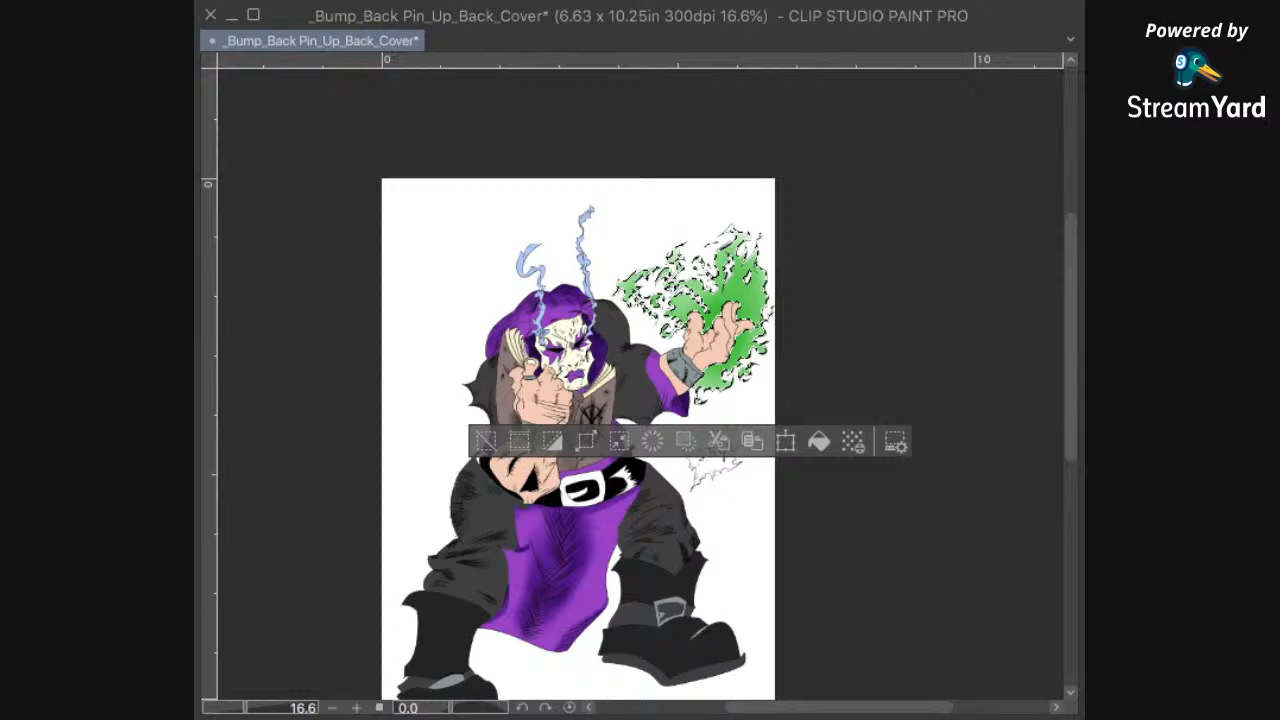 _Bump_Back Pin_Up_Back_Cover* (6.63 x 10.25in 300dpi 16.6%) - CLIP STUDIO PAINT PRO
_Bump_Back Pin_Up_Back_Cover*
0
10
0
16.6
0.0
Powered by
StreamYard